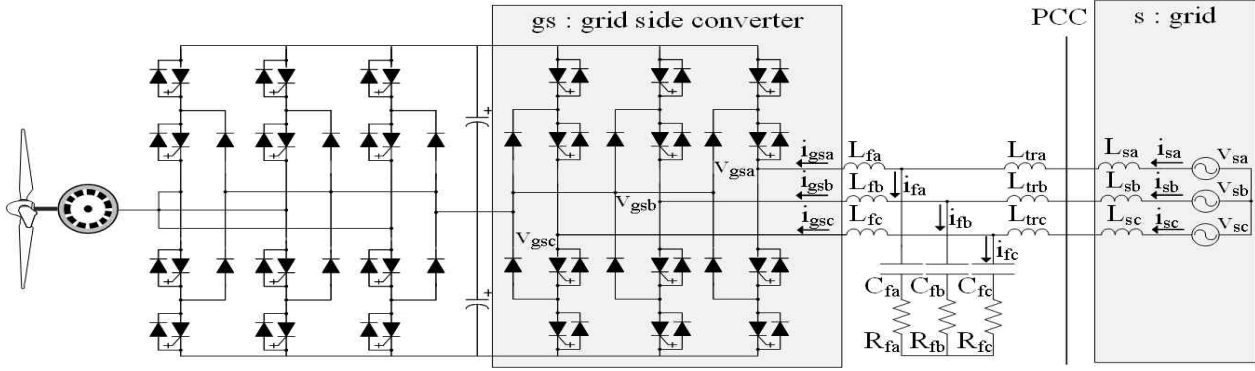 gs : grid side converter
PCC
s : grid
+
+
v_gsa
v_gsb
v_gsc
i_gsa
i_gsb
i_gsc
L_fa
L_fb
L_fc
i_fa
i_fb
i_fc
L_tra
L_trb
L_trc
L_sa
L_sb
L_sc
i_sa
i_sb
i_sc
v_sa
v_sb
v_sc
C_fa
C_fb
C_fc
R_fa
R_fb
R_fc